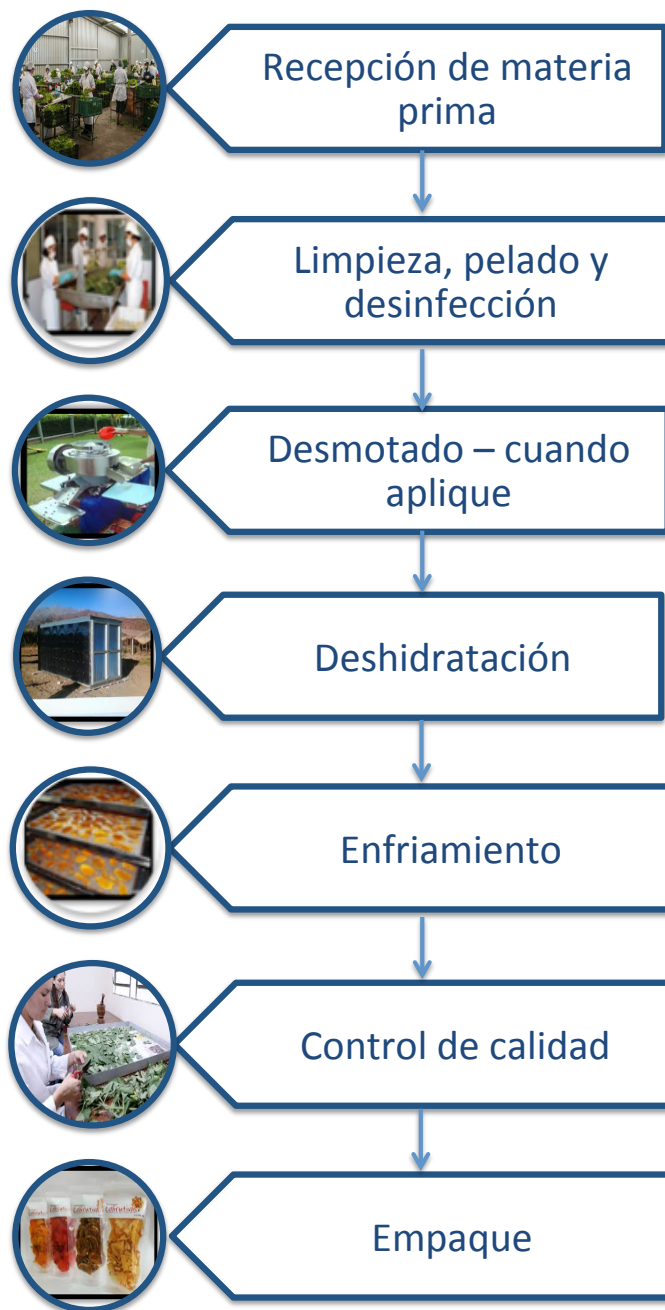 Recepción de materia
prima
Limpieza, pelado y
desinfección
Desmotado – cuando
aplique
Deshidratación
Enfriamiento
Control de calidad
Empaque